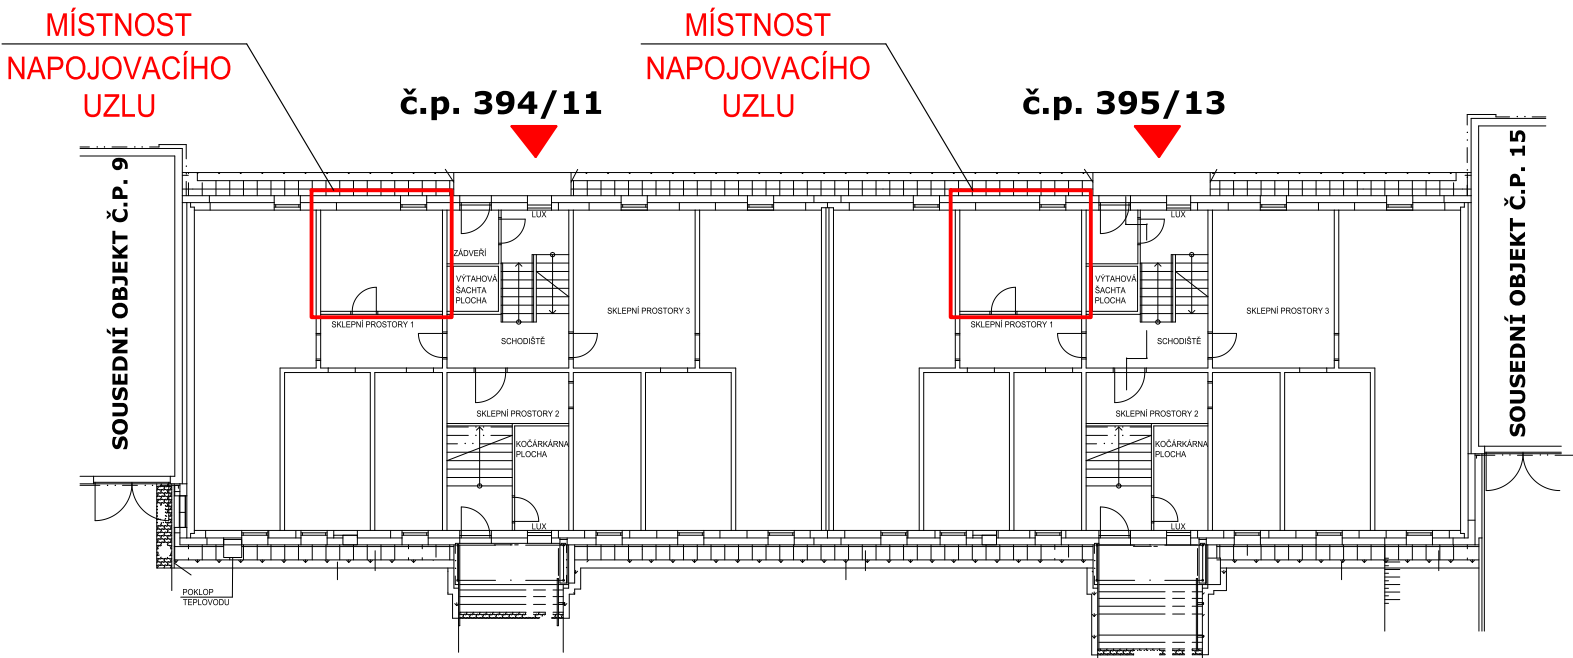 MÍSTNOST
NAPOJOVACÍHO
UZLU
MÍSTNOST
NAPOJOVACÍHO
UZLU
č.p. 394/11
č.p. 395/13
SOUSEDNÍ OBJEKT Č.P. 9
SOUSEDNÍ OBJEKT Č.P. 15
LUX
ZÁDVEŘÍ
VÝTAHOVÁ
ŠACHTA
PLOCHA
SKLEPNÍ PROSTORY 1
SKLEPNÍ PROSTORY 3
SCHODIŠTĚ
SKLEPNÍ PROSTORY 2
KOČÁRKÁRNA
PLOCHA
LUX
LUX
VÝTAHOVÁ
ŠACHTA
PLOCHA
SKLEPNÍ PROSTORY 1
SKLEPNÍ PROSTORY 3
SCHODIŠTĚ
SKLEPNÍ PROSTORY 2
KOČÁRKÁRNA
PLOCHA
LUX
POKLOP
TEPLOVODU